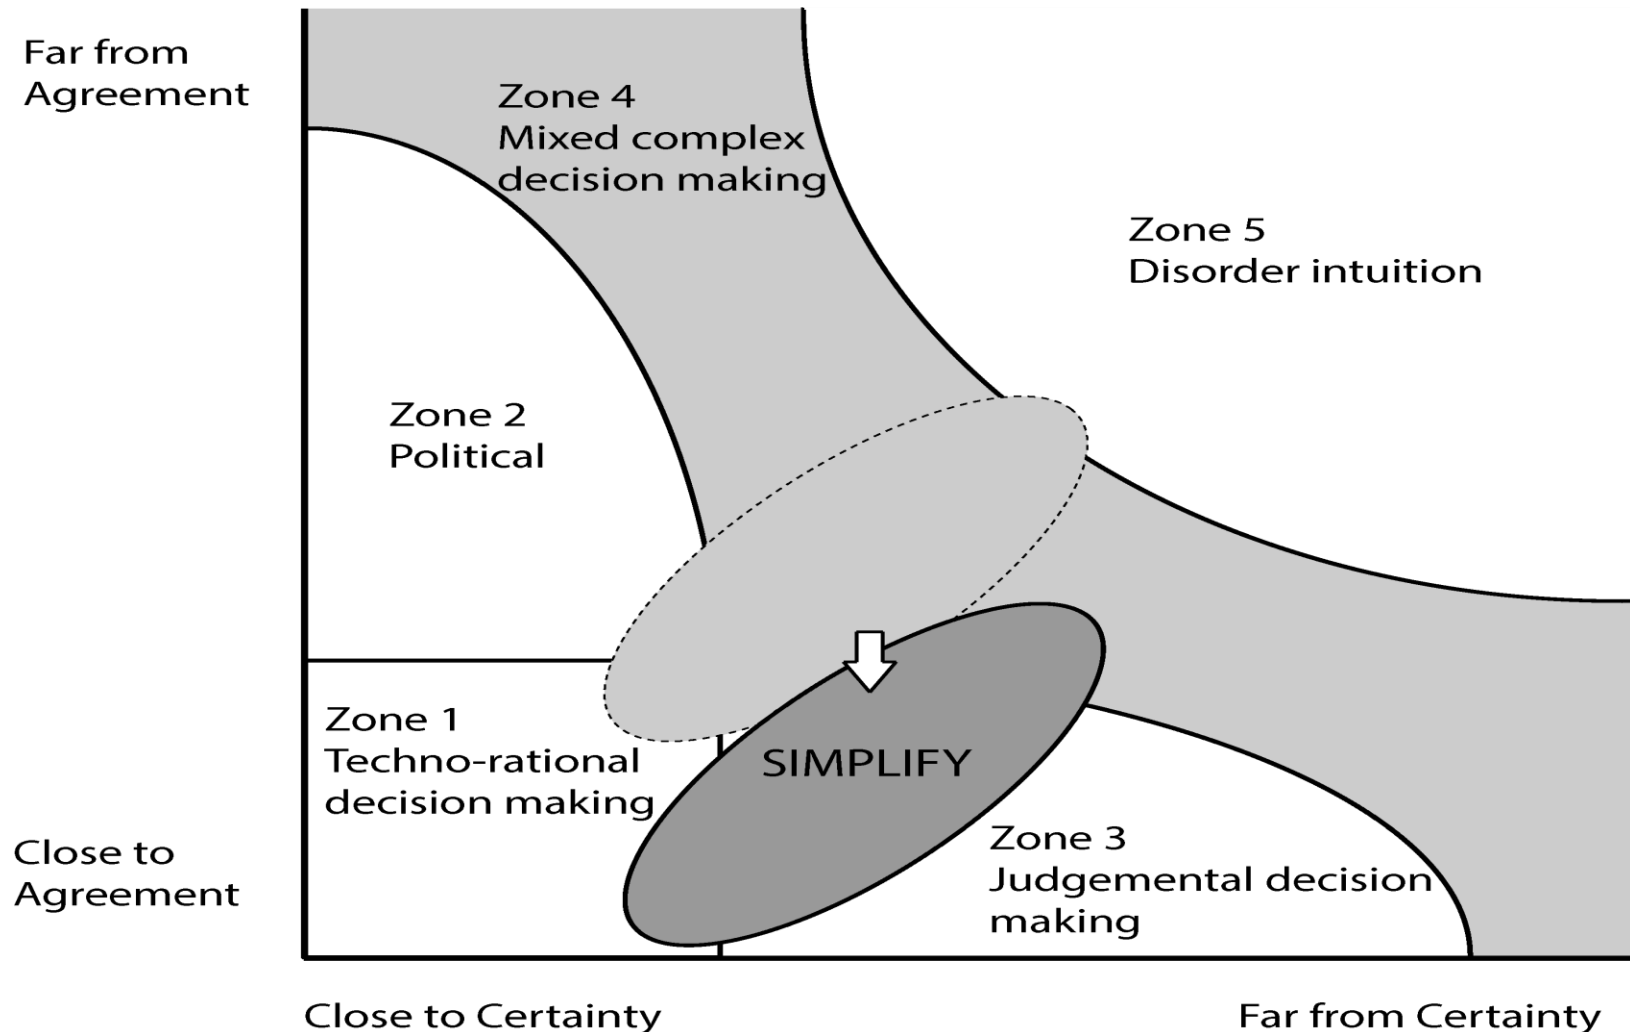 Far from
Agreement
Zone 4
Mixed complex
decision making
Zone 5
Disorder intuition
Zone 2
Political
Zone 1
Techno-rational
decision making
SIMPLIFY
Zone 3
Judgemental decision
making
Close to
Agreement
Close to Certainty
Far from Certainty